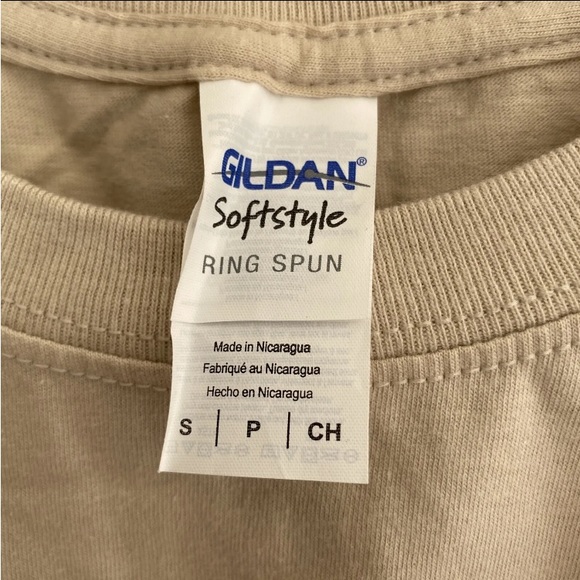 GILDAN®
Softstyle
RING SPUN
Made in Nicaragua
Fabriqué au Nicaragua
Hecho en Nicaragua
S | P | CH